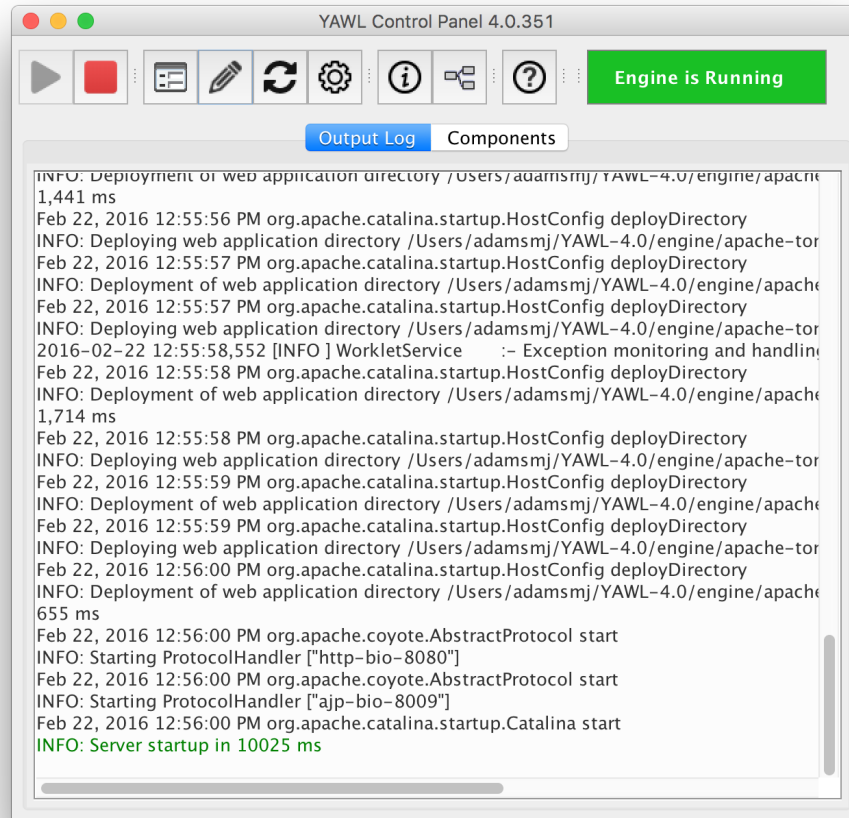 YAWL Control Panel 4.0.351
Engine is Running
Output Log Components
INFO: Deployment of web application directory /Users/adamsmj/YAWL-4.0/engine/apache
1,441 ms
Feb 22, 2016 12:55:56 PM org.apache.catalina.startup.HostConfig deployDirectory
INFO: Deploying web application directory /Users/adamsmj/YAWL-4.0/engine/apache-tor
Feb 22, 2016 12:55:57 PM org.apache.catalina.startup.HostConfig deployDirectory
INFO: Deployment of web application directory /Users/adamsmj/YAWL-4.0/engine/apache
Feb 22, 2016 12:55:57 PM org.apache.catalina.startup.HostConfig deployDirectory
INFO: Deploying web application directory /Users/adamsmj/YAWL-4.0/engine/apache-tor
2016-02-22 12:55:58,552 [INFO ] WorkletService :- Exception monitoring and handling
Feb 22, 2016 12:55:58 PM org.apache.catalina.startup.HostConfig deployDirectory
INFO: Deployment of web application directory /Users/adamsmj/YAWL-4.0/engine/apache
1,714 ms
Feb 22, 2016 12:55:58 PM org.apache.catalina.startup.HostConfig deployDirectory
INFO: Deploying web application directory /Users/adamsmj/YAWL-4.0/engine/apache-tor
Feb 22, 2016 12:55:59 PM org.apache.catalina.startup.HostConfig deployDirectory
INFO: Deployment of web application directory /Users/adamsmj/YAWL-4.0/engine/apache
Feb 22, 2016 12:55:59 PM org.apache.catalina.startup.HostConfig deployDirectory
INFO: Deploying web application directory /Users/adamsmj/YAWL-4.0/engine/apache-tor
Feb 22, 2016 12:56:00 PM org.apache.catalina.startup.HostConfig deployDirectory
INFO: Deployment of web application directory /Users/adamsmj/YAWL-4.0/engine/apache
655 ms
Feb 22, 2016 12:56:00 PM org.apache.coyote.AbstractProtocol start
INFO: Starting ProtocolHandler ["http-bio-8080"]
Feb 22, 2016 12:56:00 PM org.apache.coyote.AbstractProtocol start
INFO: Starting ProtocolHandler ["ajp-bio-8009"]
Feb 22, 2016 12:56:00 PM org.apache.catalina.startup.Catalina start
INFO: Server startup in 10025 ms